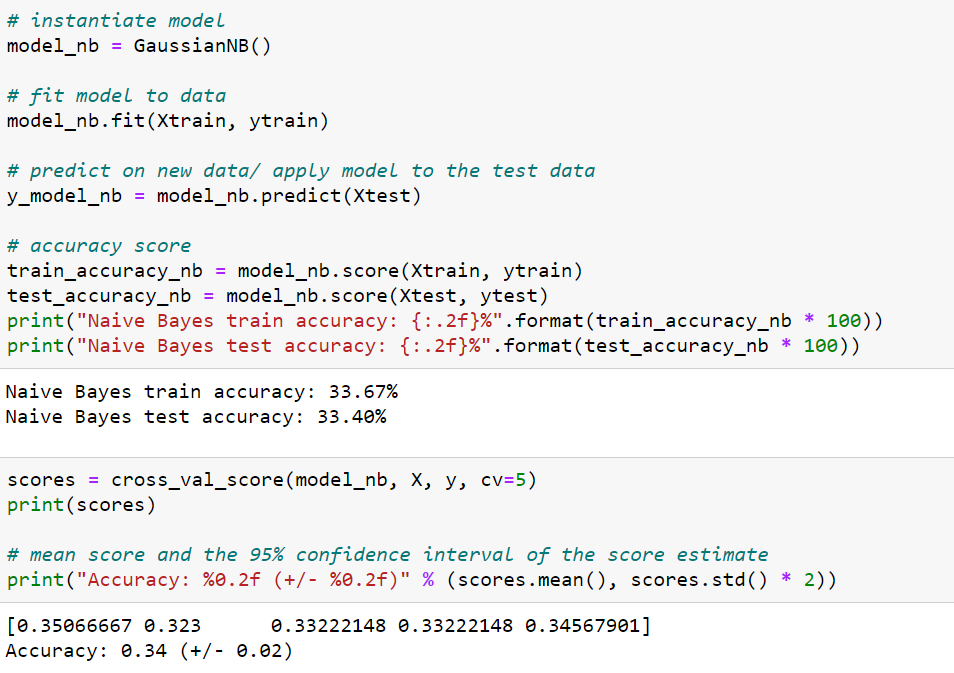 # instantiate model
model_nb = GaussianNB()
# fit model to data
model_nb.fit(Xtrain, ytrain)
# predict on new data/ apply model to the test data
y_model_nb = model_nb.predict(Xtest)
# accuracy score
train_accuracy_nb = model_nb.score(Xtrain, ytrain)
test_accuracy_nb = model_nb.score(Xtest, ytest)
print("Naive Bayes train accuracy: {:.2f}%".format(train_accuracy_nb * 100))
print("Naive Bayes test accuracy: {:.2f}%".format(test_accuracy_nb * 100))
Naive Bayes train accuracy: 33.67%
Naive Bayes test accuracy: 33.40%
scores = cross_val_score(model_nb, X, y, cv=5)
print(scores)
# mean score and the 95% confidence interval of the score estimate
print("Accuracy: %0.2f (+/- %0.2f)" % (scores.mean(), scores.std() * 2))
[0.35066667 0.323      0.33222148 0.33222148 0.34567901]
Accuracy: 0.34 (+/- 0.02)